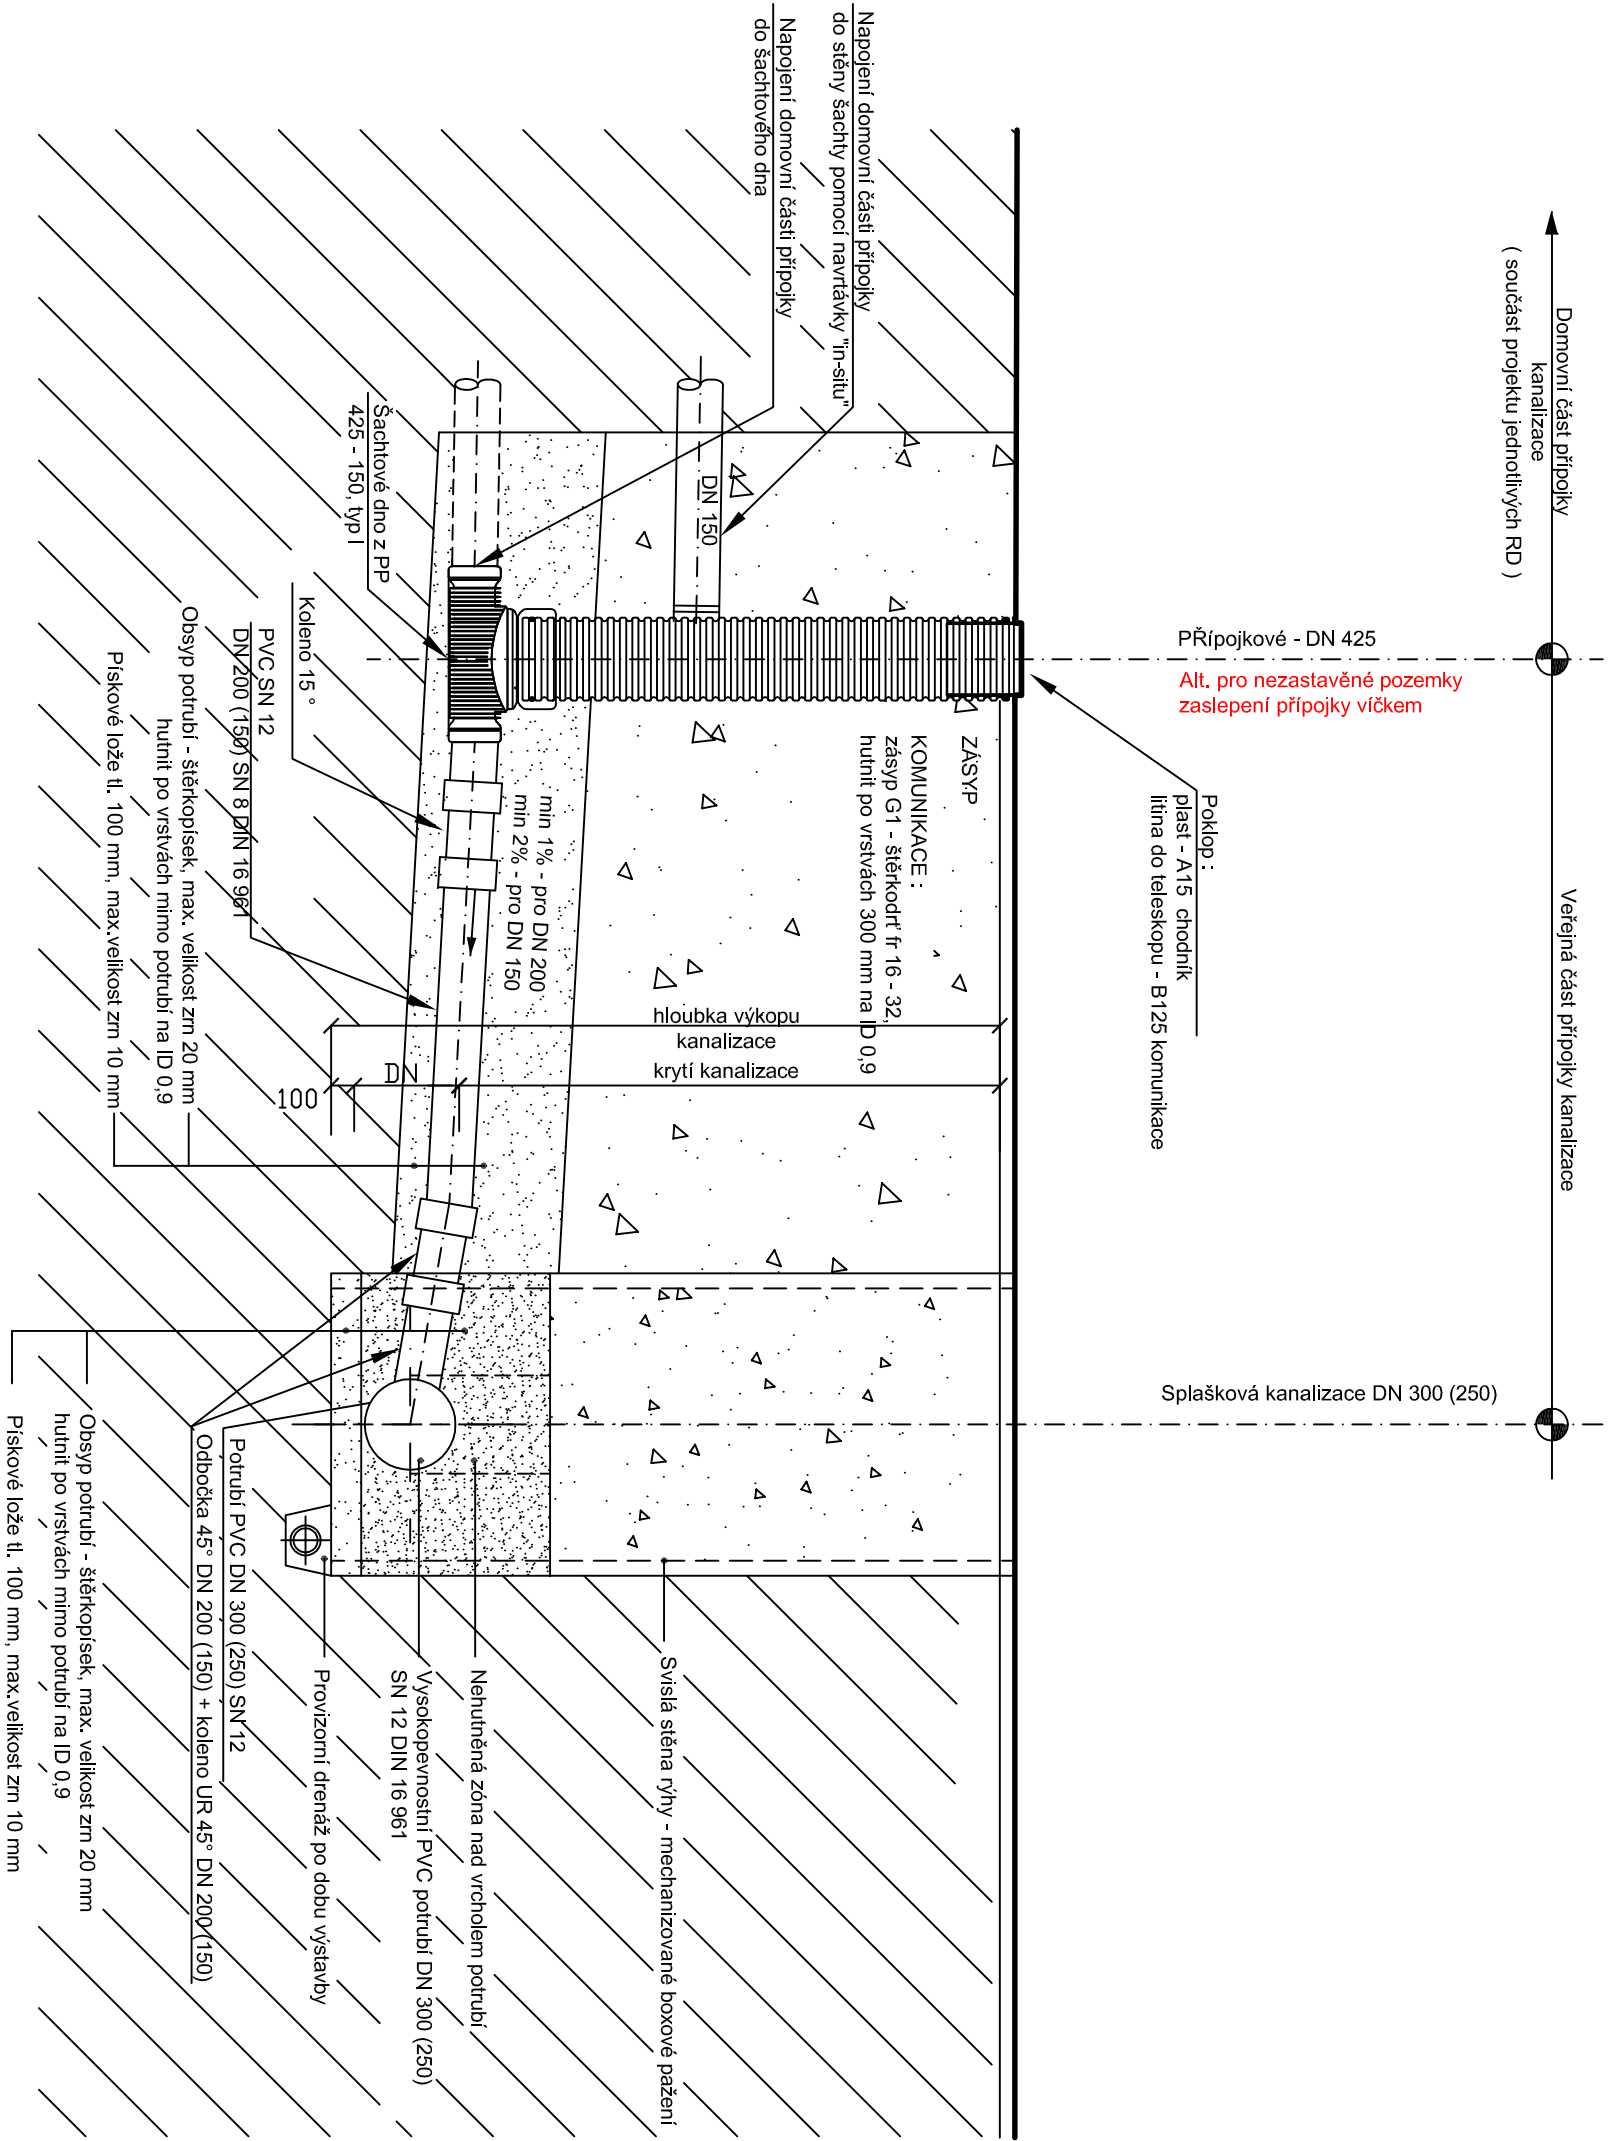 Domovní část přípojky
kanalizace
( součást projektu jednotlivých RD )
Veřejná část přípojky kanalizace
PŘípojkové - DN 425
Alt. pro nezastavěné pozemky
zaslepení přípojky víčkem
Splašková kanalizace DN 300 (250)
Poklop :
plast - A15 chodník
litina do teleskopu - B125 komunikace
Napojení domovní části přípojky
do stěny šachty pomocí navrtávky "in-situ"
Napojení domovní části přípojky
do šachtového dna
DN 150
ZÁSYP
KOMUNIKACE :
zásyp G1 - štěrkodrť fr 16 - 32,
hutnit po vrstvách 300 mm na ID 0,9
min 1% - pro DN 200
min 2% - pro DN 150
hloubka výkopu
kanalizace
krytí kanalizace
DN
100
Šachtové dno z PP
425 - 150, typ I
Koleno 15 °
PVC SN 12
DN 200 (150) SN 8 DIN 16 961
Obsyp potrubí - štěrkopísek, max. velikost zrn 20 mm
hutnit po vrstvách mimo potrubí na ID 0,9
Pískové lože tl. 100 mm, max.velikost zrn 10 mm
Svislá stěna rýhy - mechanizované boxové pažení
Nehutněná zóna nad vrcholem potrubí
Vysokopevnostní PVC potrubí DN 300 (250)
SN 12 DIN 16 961
Provizorní drenáž po dobu výstavby
Potrubí PVC DN 300 (250) SN 12
Odbočka 45° DN 200 (150) + koleno UR 45° DN 200 (150)
Obsyp potrubí - štěrkopísek, max. velikost zrn 20 mm
hutnit po vrstvách mimo potrubí na ID 0,9
Pískové lože tl. 100 mm, max.velikost zrn 10 mm